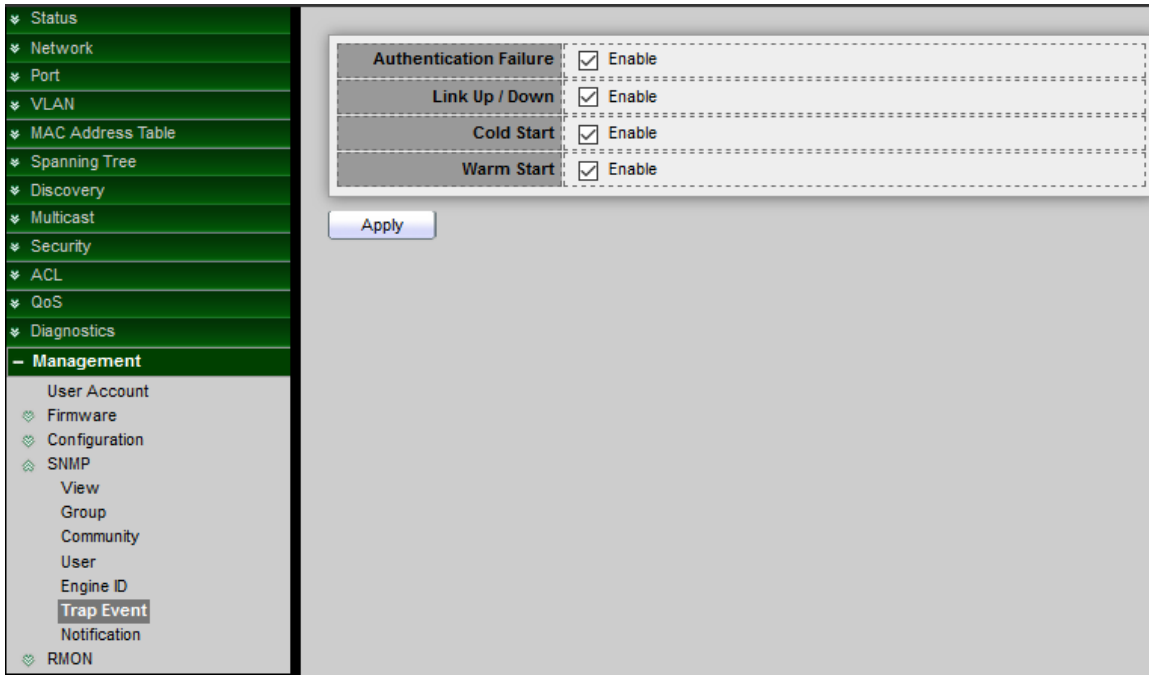 Status
Network
Port
VLAN
MAC Address Table
Spanning Tree
Discovery
Multicast
Security
ACL
QoS
Diagnostics
Management
User Account
Firmware
Configuration
SNMP
View
Group
Community
User
Engine ID
Trap Event
Notification
RMON
Authentication Failure Enable
Link Up / Down Enable
Cold Start Enable
Warm Start Enable
Apply